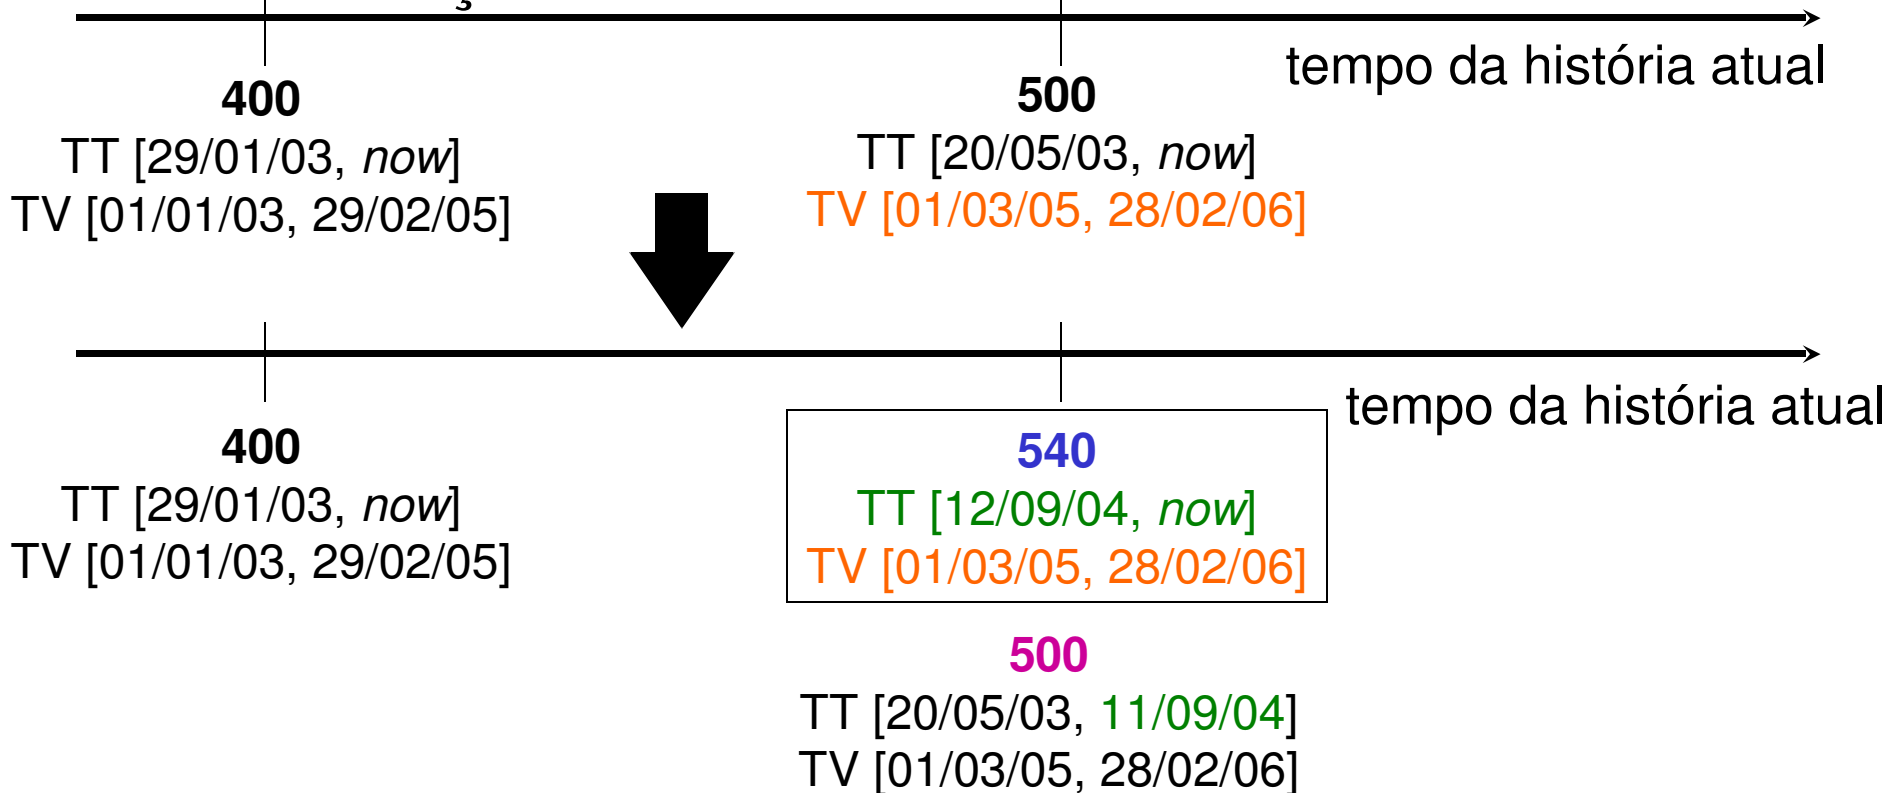 tempo da história atual
400
TT [29/01/03, now]
TV [01/01/03, 29/02/05]
500
TT [20/05/03, now]
TV [01/03/05, 28/02/06]
tempo da história atual
400
TT [29/01/03, now]
TV [01/01/03, 29/02/05]
540
TT [12/09/04, now]
TV [01/03/05, 28/02/06]
500
TT [20/05/03, 11/09/04]
TV [01/03/05, 28/02/06]